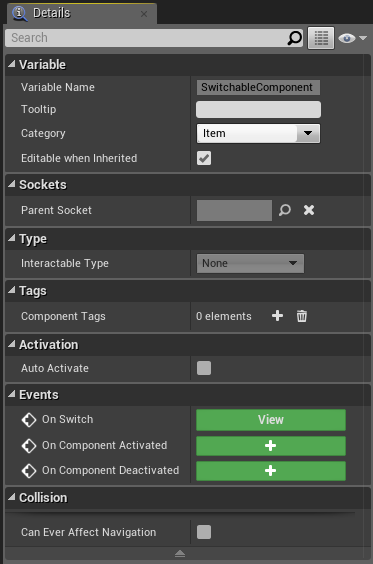 Details
Search
Variable
Variable Name SwitchableComponent
Tooltip
Category Item
Editable when Inherited
Sockets
Parent Socket
Type
Interactable Type None
Tags
Component Tags 0 elements
Activation
Auto Activate
Events
On Switch View
On Component Activated
On Component Deactivated
Collision
Can Ever Affect Navigation